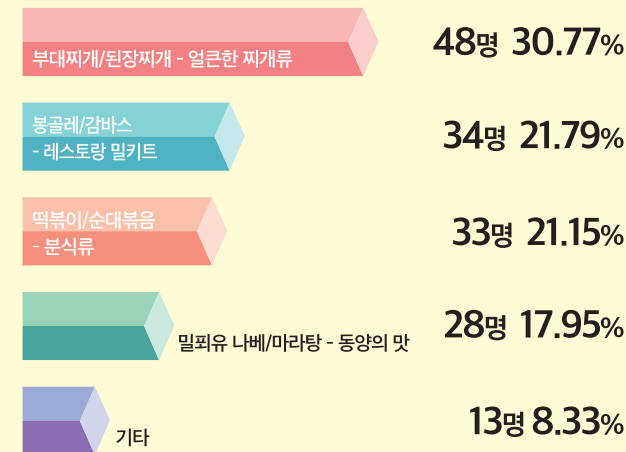 부대찌개/된장찌개 - 얼큰한 찌개류
48명 30.77%
봉골레/감바스
- 레스토랑 밀키트
34명 21.79%
떡볶이/순대볶음
- 분식류
33명 21.15%
밀푀유 나베/마라탕 - 동양의 맛
28명 17.95%
기타
13명 8.33%